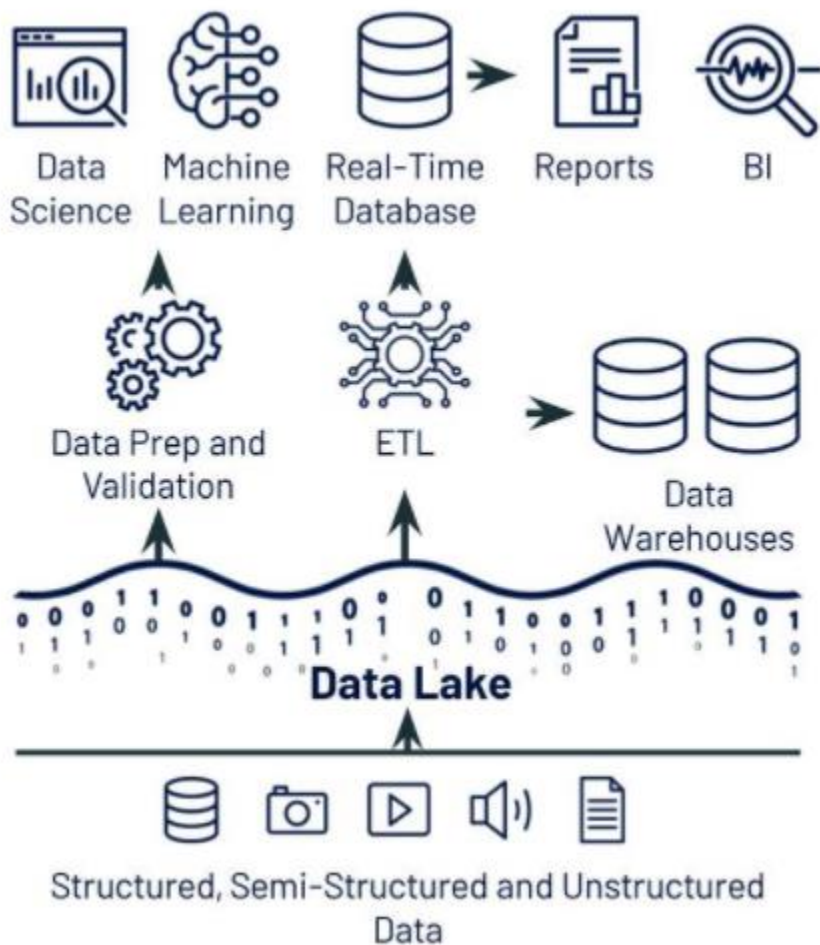 Data
Science
Machine
Learning
Real-Time
Database
Reports
BI
Data Prep and
Validation
ETL
Data
Warehouses
Data Lake
Structured, Semi-Structured and Unstructured
Data